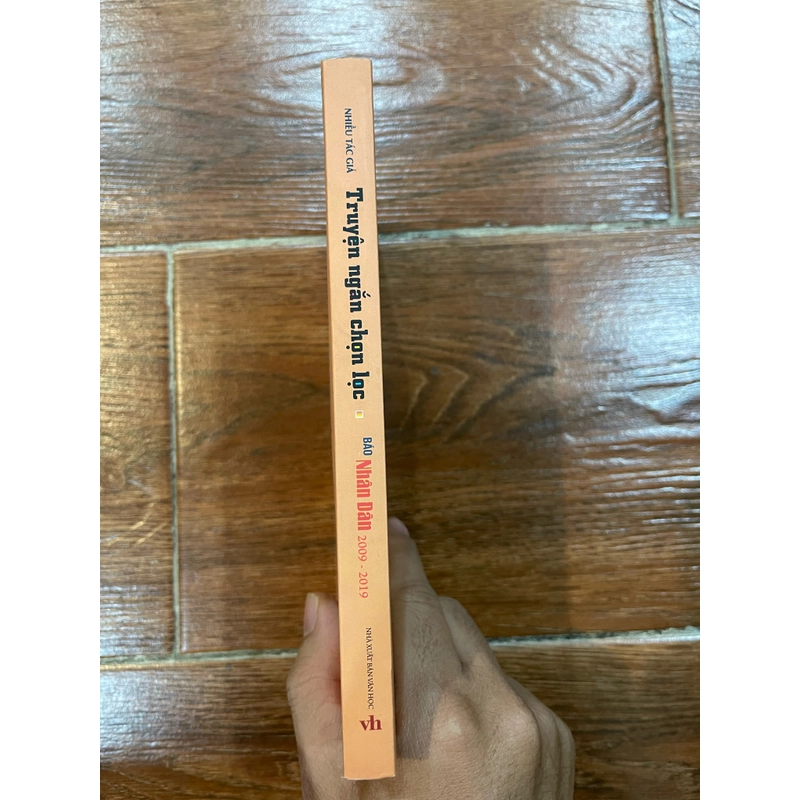 NHIỀU TÁC GIẢ
Truyện ngắn chọn lọc
BÁO Nhân Dân 2009 - 2019
NHÀ XUẤT BẢN VĂN HỌC
vh